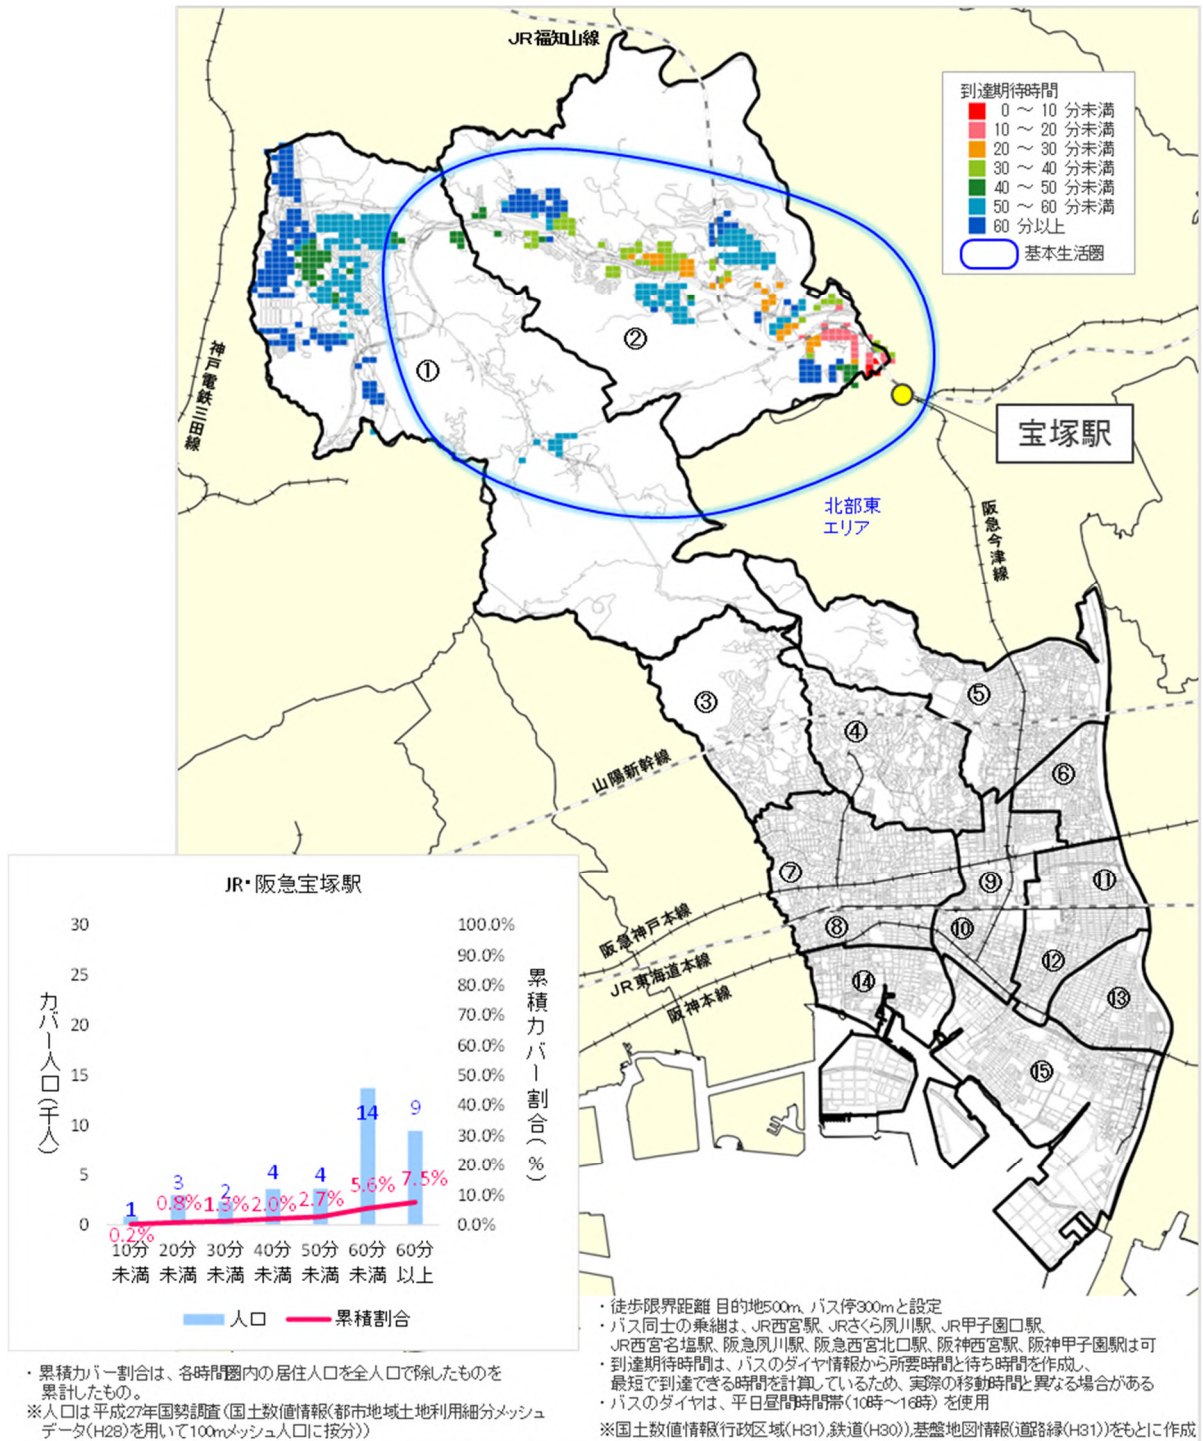 JR福知山線
到達期待時間
0 ～ 10 分未満
10 ～ 20 分未満
20 ～ 30 分未満
30 ～ 40 分未満
40 ～ 50 分未満
50 ～ 60 分未満
60 分以上
基本生活圏
神戸電鉄三田線
①
②
宝塚駅
北部東
エリア
阪急今津線
③
④
⑤
⑥
山陽新幹線
⑦
⑧
⑨
⑩
⑪
⑫
⑬
⑭
⑮
阪急神戸本線
JR東海道本線
阪神本線
JR・阪急宝塚駅
カバー人口(千人)
30
25
20
15
10
5
0
累積カバー割合(%)
100.0%
90.0%
80.0%
70.0%
60.0%
50.0%
40.0%
30.0%
20.0%
10.0%
0.0%
1 3 2 4 4 14 9
0.2% 0.8% 1.3% 2.0% 2.7% 5.6% 7.5%
10分 20分 30分 40分 50分 60分 60分
未満 未満 未満 未満 未満 未満 以上
人口 累積割合
・累積カバー割合は、各時間圏内の居住人口を全人口で除したものを
累計したもの。
※人口は平成27年国勢調査(国土数値情報(都市地域土地利用細分メッシュ
データ(H28)を用いて100mメッシュ人口に按分))
・徒歩限界距離 目的地500m、バス停300mと設定
・バス同士の乗継は、JR西宮駅、JRさくら夙川駅、JR甲子園口駅、
JR西宮名塩駅、阪急夙川駅、阪急西宮北口駅、阪神西宮駅、阪神甲子園駅は可
・到達期待時間は、バスのダイヤ情報から所要時間と待ち時間を作成し、
最短で到達できる時間を計算しているため、実際の移動時間と異なる場合がある
・バスのダイヤは、平日昼間時間帯(10時～16時)を使用
※国土数値情報(行政区域(H31),鉄道(H30)),基盤地図情報(道路縁(H31))をもとに作成